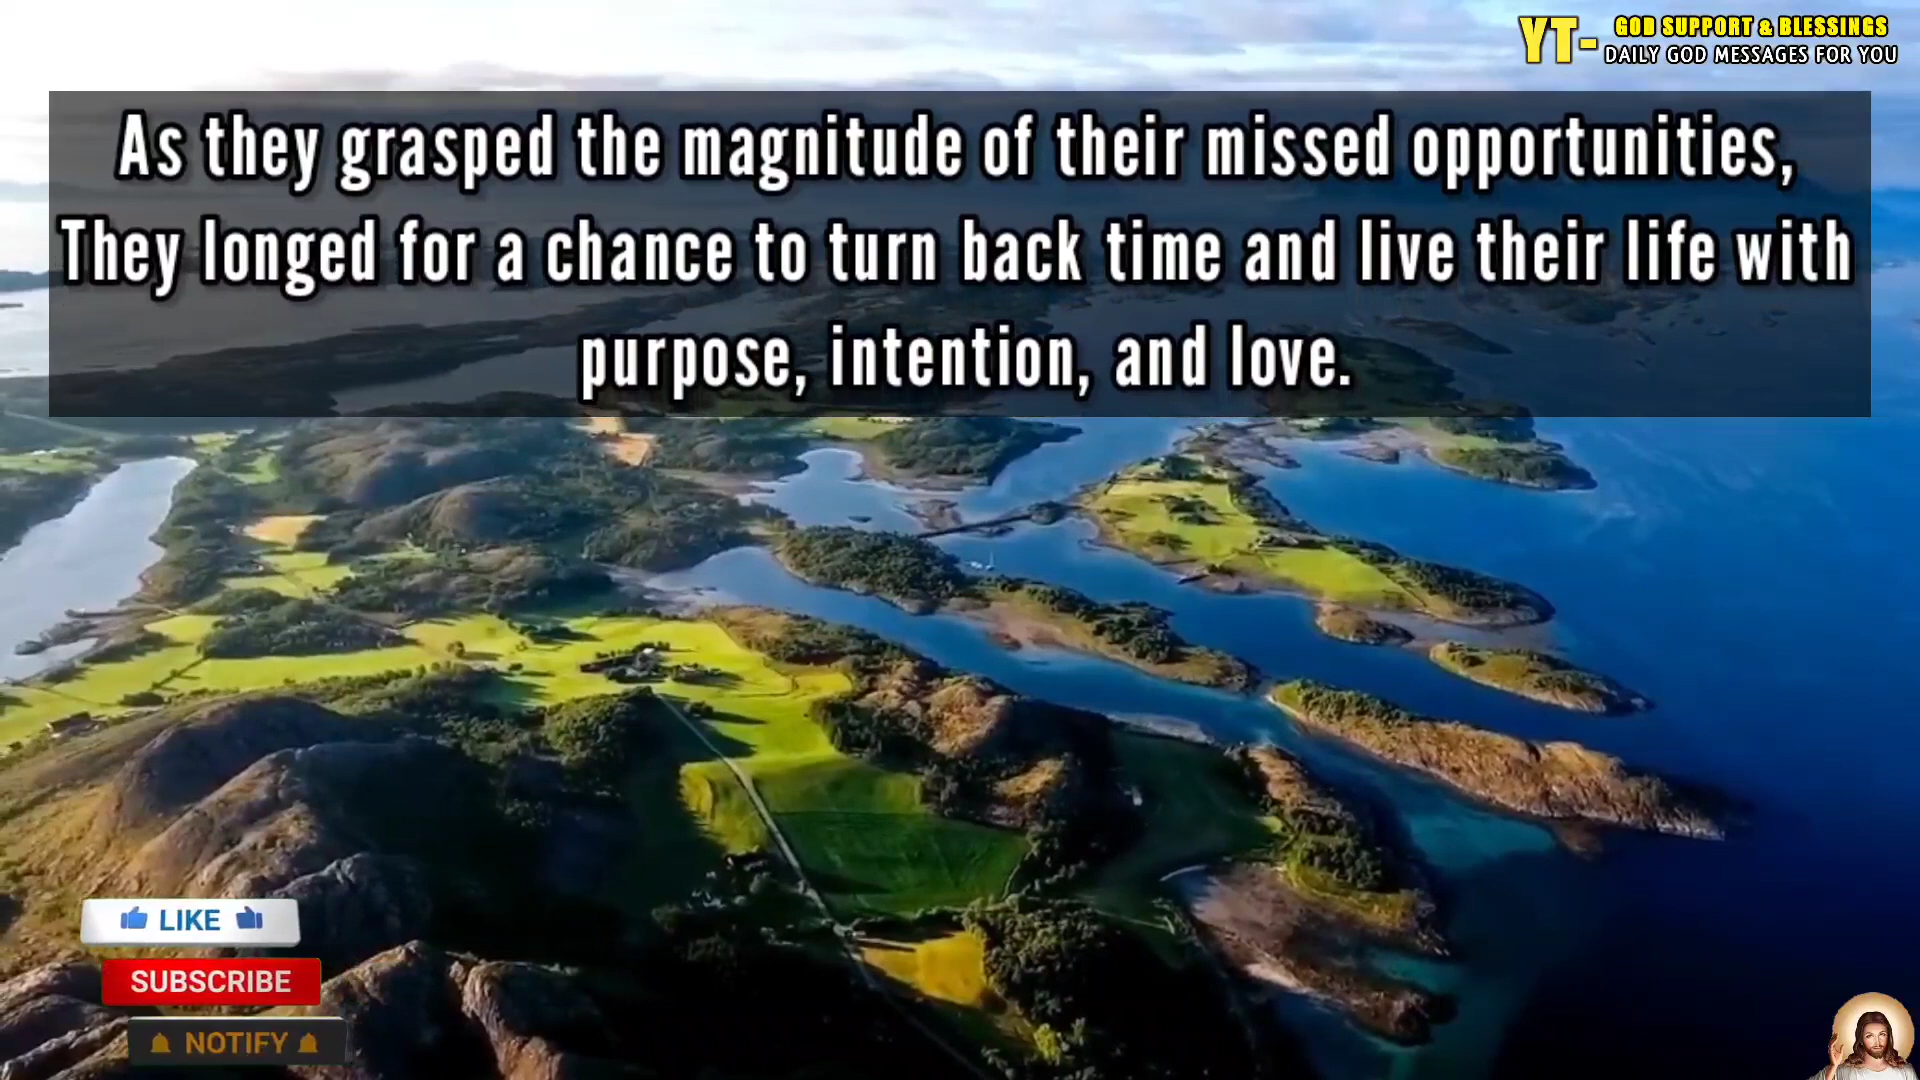 YT- GOD SUPPORT & BLESSINGS
DAILY GOD MESSAGES FOR YOU
As they grasped the magnitude of their missed opportunities,
They longed for a chance to turn back time and live their life with
purpose, intention, and love.
LIKE
SUBSCRIBE
NOTIFY